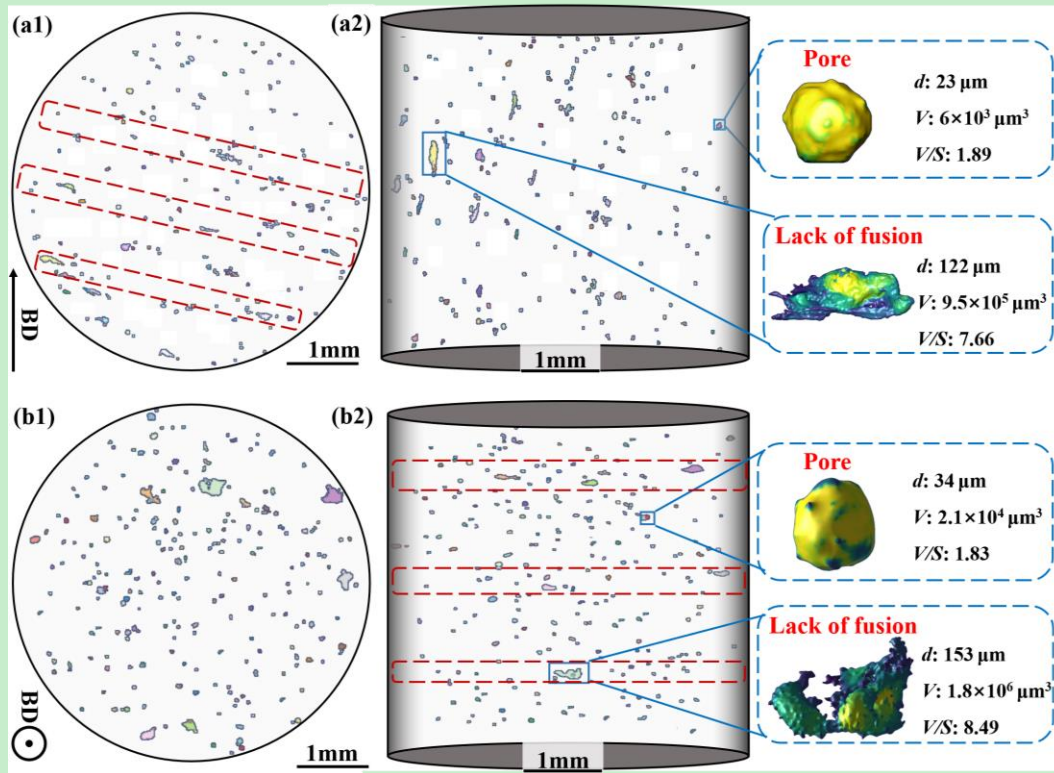 (a1)
(a2)
Pore
d: 23 μm
V: 6×10³ μm³
V/S: 1.89
Lack of fusion
d: 122 μm
V: 9.5×10⁵ μm³
V/S: 7.66
BD
1mm
1mm
(b1)
(b2)
Pore
d: 34 μm
V: 2.1×10⁴ μm³
V/S: 1.83
Lack of fusion
d: 153 μm
V: 1.8×10⁶ μm³
V/S: 8.49
BD
1mm
1mm